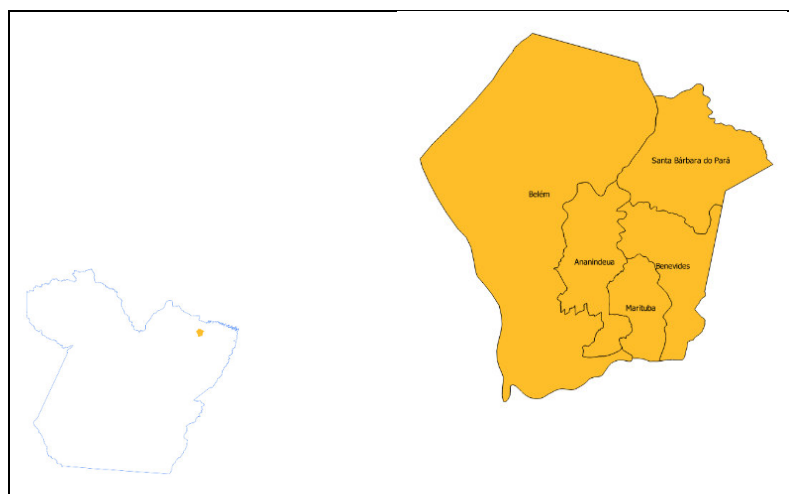 Santa Bárbara do Pará
Belém
Ananindeua
Benevides
Marituba